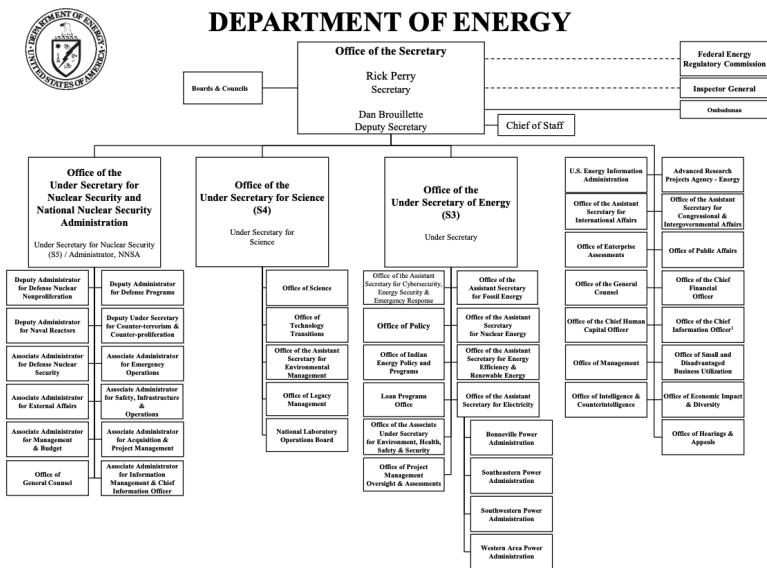 DEPARTMENT OF ENERGY
DEPARTMENT OF ENERGY
UNITED STATES OF AMERICA
Office of the Secretary
Rick Perry
Secretary
Dan Brouillette
Deputy Secretary
Boards & Councils
Chief of Staff
Federal Energy
Regulatory Commission
Inspector General
Ombudsman
Office of the
Under Secretary for
Nuclear Security and
National Nuclear Security
Administration
Under Secretary for Nuclear Security
(S5) / Administrator, NNSA
Deputy Administrator
for Defense Nuclear
Nonproliferation
Deputy Administrator
for Defense Programs
Deputy Administrator
for Naval Reactors
Deputy Under Secretary
for Counter-terrorism &
Counter-proliferation
Associate Administrator
for Defense Nuclear
Security
Associate Administrator
for Emergency
Operations
Associate Administrator
for External Affairs
Associate Administrator
for Safety, Infrastructure
&
Operations
Associate Administrator
for Management
& Budget
Associate Administrator
for Acquisition &
Project Management
Office of
General Counsel
Associate Administrator
for Information
Management & Chief
Information Officer
Office of the
Under Secretary for Science
(S4)
Under Secretary for
Science
Office of Science
Office of
Technology
Transitions
Office of the Assistant
Secretary for
Environmental
Management
Office of Legacy
Management
National Laboratory
Operations Board
Office of the
Under Secretary of Energy
(S3)
Under Secretary
Office of the Assistant
Secretary for Cybersecurity,
Energy Security &
Emergency Response
Office of the
Assistant Secretary
for Fossil Energy
Office of Policy
Office of the Assistant
Secretary
for Nuclear Energy
Office of Indian
Energy Policy and
Programs
Office of the Assistant
Secretary for Energy
Efficiency &
Renewable Energy
Loan Programs
Office
Office of the Assistant
Secretary for Electricity
Office of the Associate
Under Secretary
for Environment, Health,
Safety & Security
Office of Project
Management
Oversight & Assessments
Bonneville Power
Administration
Southeastern Power
Administration
Southwestern Power
Administration
Western Area Power
Administration
U.S. Energy Information
Administration
Advanced Research
Projects Agency - Energy
Office of the Assistant
Secretary for
International Affairs
Office of the Assistant
Secretary for
Congressional &
Intergovernmental Affairs
Office of Enterprise
Assessments
Office of Public Affairs
Office of the General
Counsel
Office of the Chief
Financial
Officer
Office of the Chief Human
Capital Officer
Office of the Chief
Information Officer¹
Office of Management
Office of Small and
Disadvantaged
Business Utilization
Office of Intelligence &
Counterintelligence
Office of Economic Impact
& Diversity
Office of Hearings &
Appeals